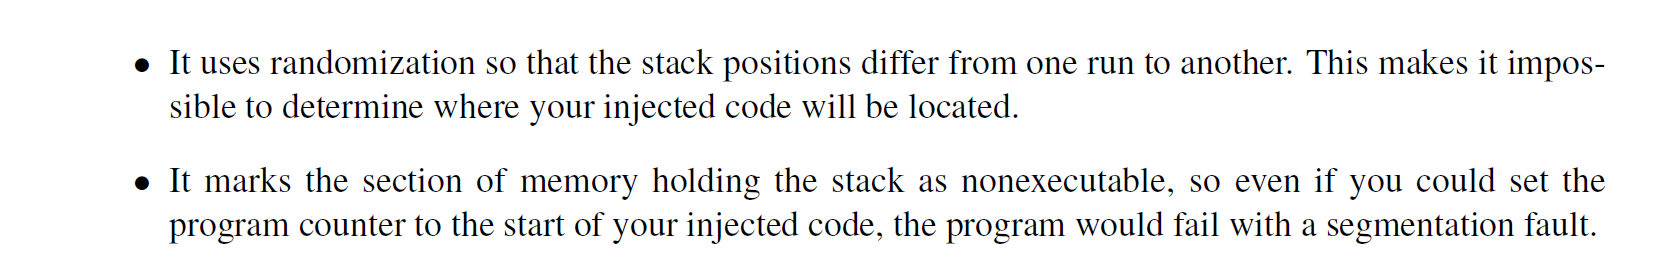 • It uses randomization so that the stack positions differ from one run to another. This makes it impos-
sible to determine where your injected code will be located.
• It marks the section of memory holding the stack as nonexecutable, so even if you could set the
program counter to the start of your injected code, the program would fail with a segmentation fault.